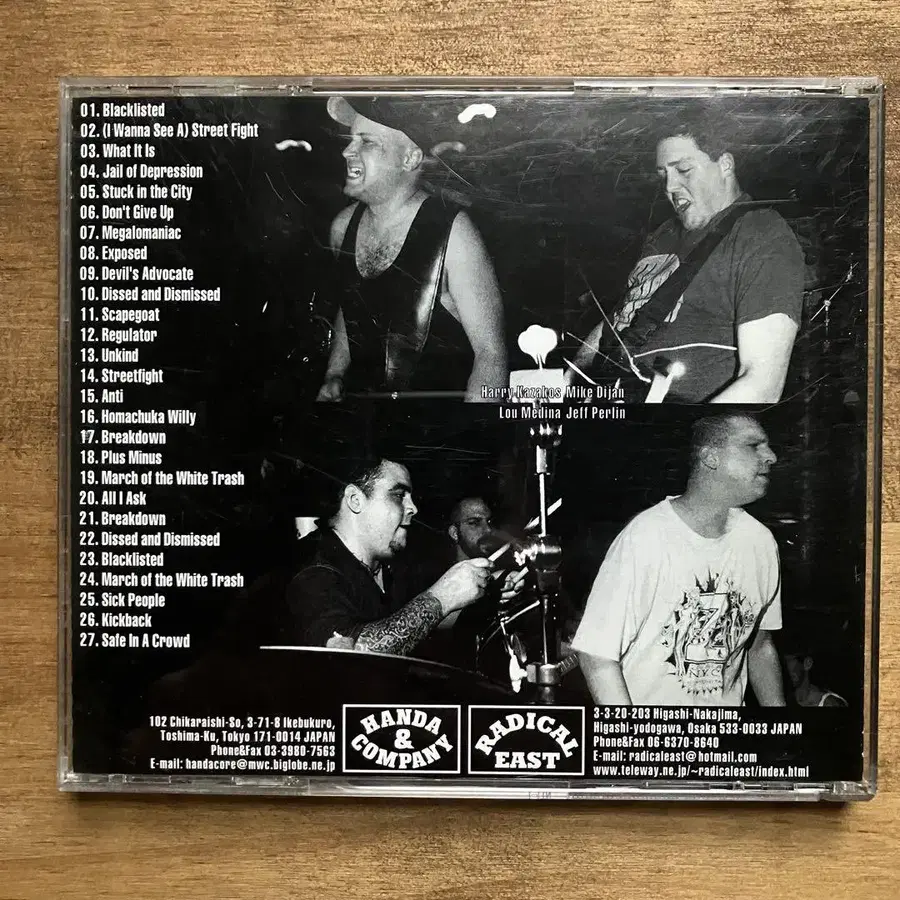 01. Blacklisted
02. (I Wanna See A) Street Fight
03. What It Is
04. Jail of Depression
05. Stuck in the City
06. Don't Give Up
07. Megalomaniac
08. Exposed
09. Devil's Advocate
10. Dissed and Dismissed
11. Scapegoat
12. Regulator
13. Unkind
14. Streetfight
15. Anti
16. Homachuka Willy
17. Breakdown
18. Plus Minus
19. March of the White Trash
20. All I Ask
21. Breakdown
22. Dissed and Dismissed
23. Blacklisted
24. March of the White Trash
25. Sick People
26. Kickback
27. Safe In A Crowd
Harry Kazakos Mike Dijan
Lou Medina Jeff Perlin
N.Y.C.
102 Chikaraishi-So, 3-71-8 Ikebukuro,
Toshima-Ku, Tokyo 171-0014 JAPAN
Phone&Fax 03-3980-7563
E-mail: handacore@mwc.biglobe.ne.jp
HANDA
&
COMPANY
RADICAL
EAST
3-3-20-203 Higashi-Nakajima,
Higashi-yodogawa, Osaka 533-0033 JAPAN
Phone&Fax 06-6370-8640
E-mail: radicaleast@hotmail.com
www.teleway.ne.jp/~radicaleast/index.html